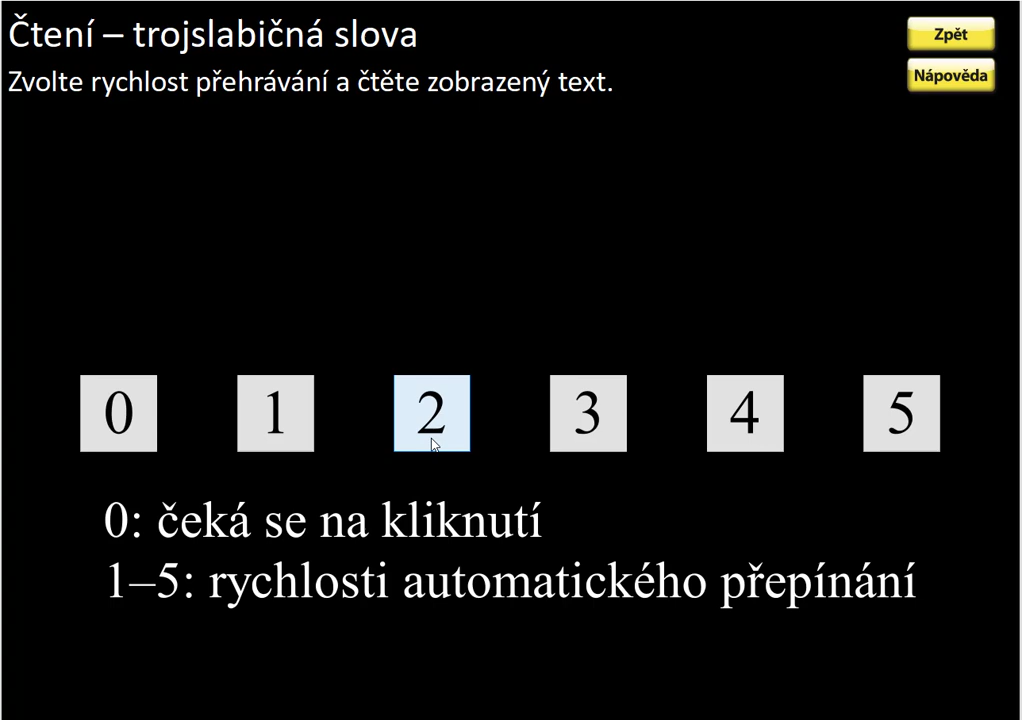 Čtení – trojslabičná slova
Zpět
Zvolte rychlost přehrávání a čtěte zobrazený text.
Nápověda
0 1 2 3 4 5
0: čeká se na kliknutí
1–5: rychlosti automatického přepínání